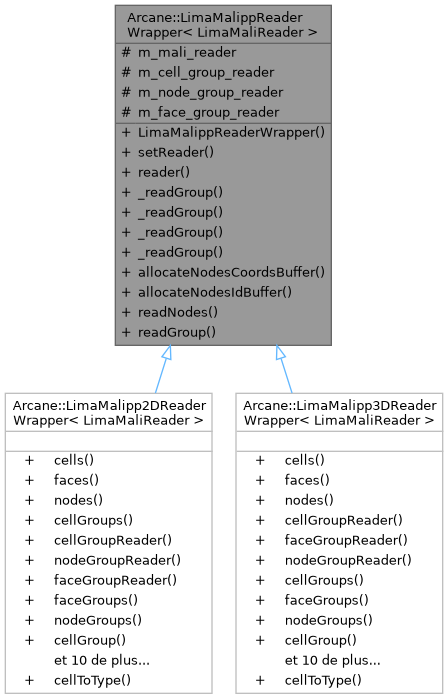 Arcane::LimaMalippReader
Wrapper< LimaMaliReader >
# m_mali_reader
# m_cell_group_reader
# m_node_group_reader
# m_face_group_reader
+ LimaMalippReaderWrapper()
+ setReader()
+ reader()
+ _readGroup()
+ _readGroup()
+ _readGroup()
+ _readGroup()
+ allocateNodesCoordsBuffer()
+ allocateNodesIdBuffer()
+ readNodes()
+ readGroup()
Arcane::LimaMalipp2DReader
Wrapper< LimaMaliReader >
+ cells()
+ faces()
+ nodes()
+ cellGroups()
+ cellGroupReader()
+ nodeGroupReader()
+ faceGroupReader()
+ faceGroups()
+ nodeGroups()
+ cellGroup()
et 10 de plus...
+ cellToType()
Arcane::LimaMalipp3DReader
Wrapper< LimaMaliReader >
+ cells()
+ faces()
+ nodes()
+ cellGroupReader()
+ faceGroupReader()
+ nodeGroupReader()
+ cellGroups()
+ faceGroups()
+ nodeGroups()
+ cellGroup()
et 10 de plus...
+ cellToType()